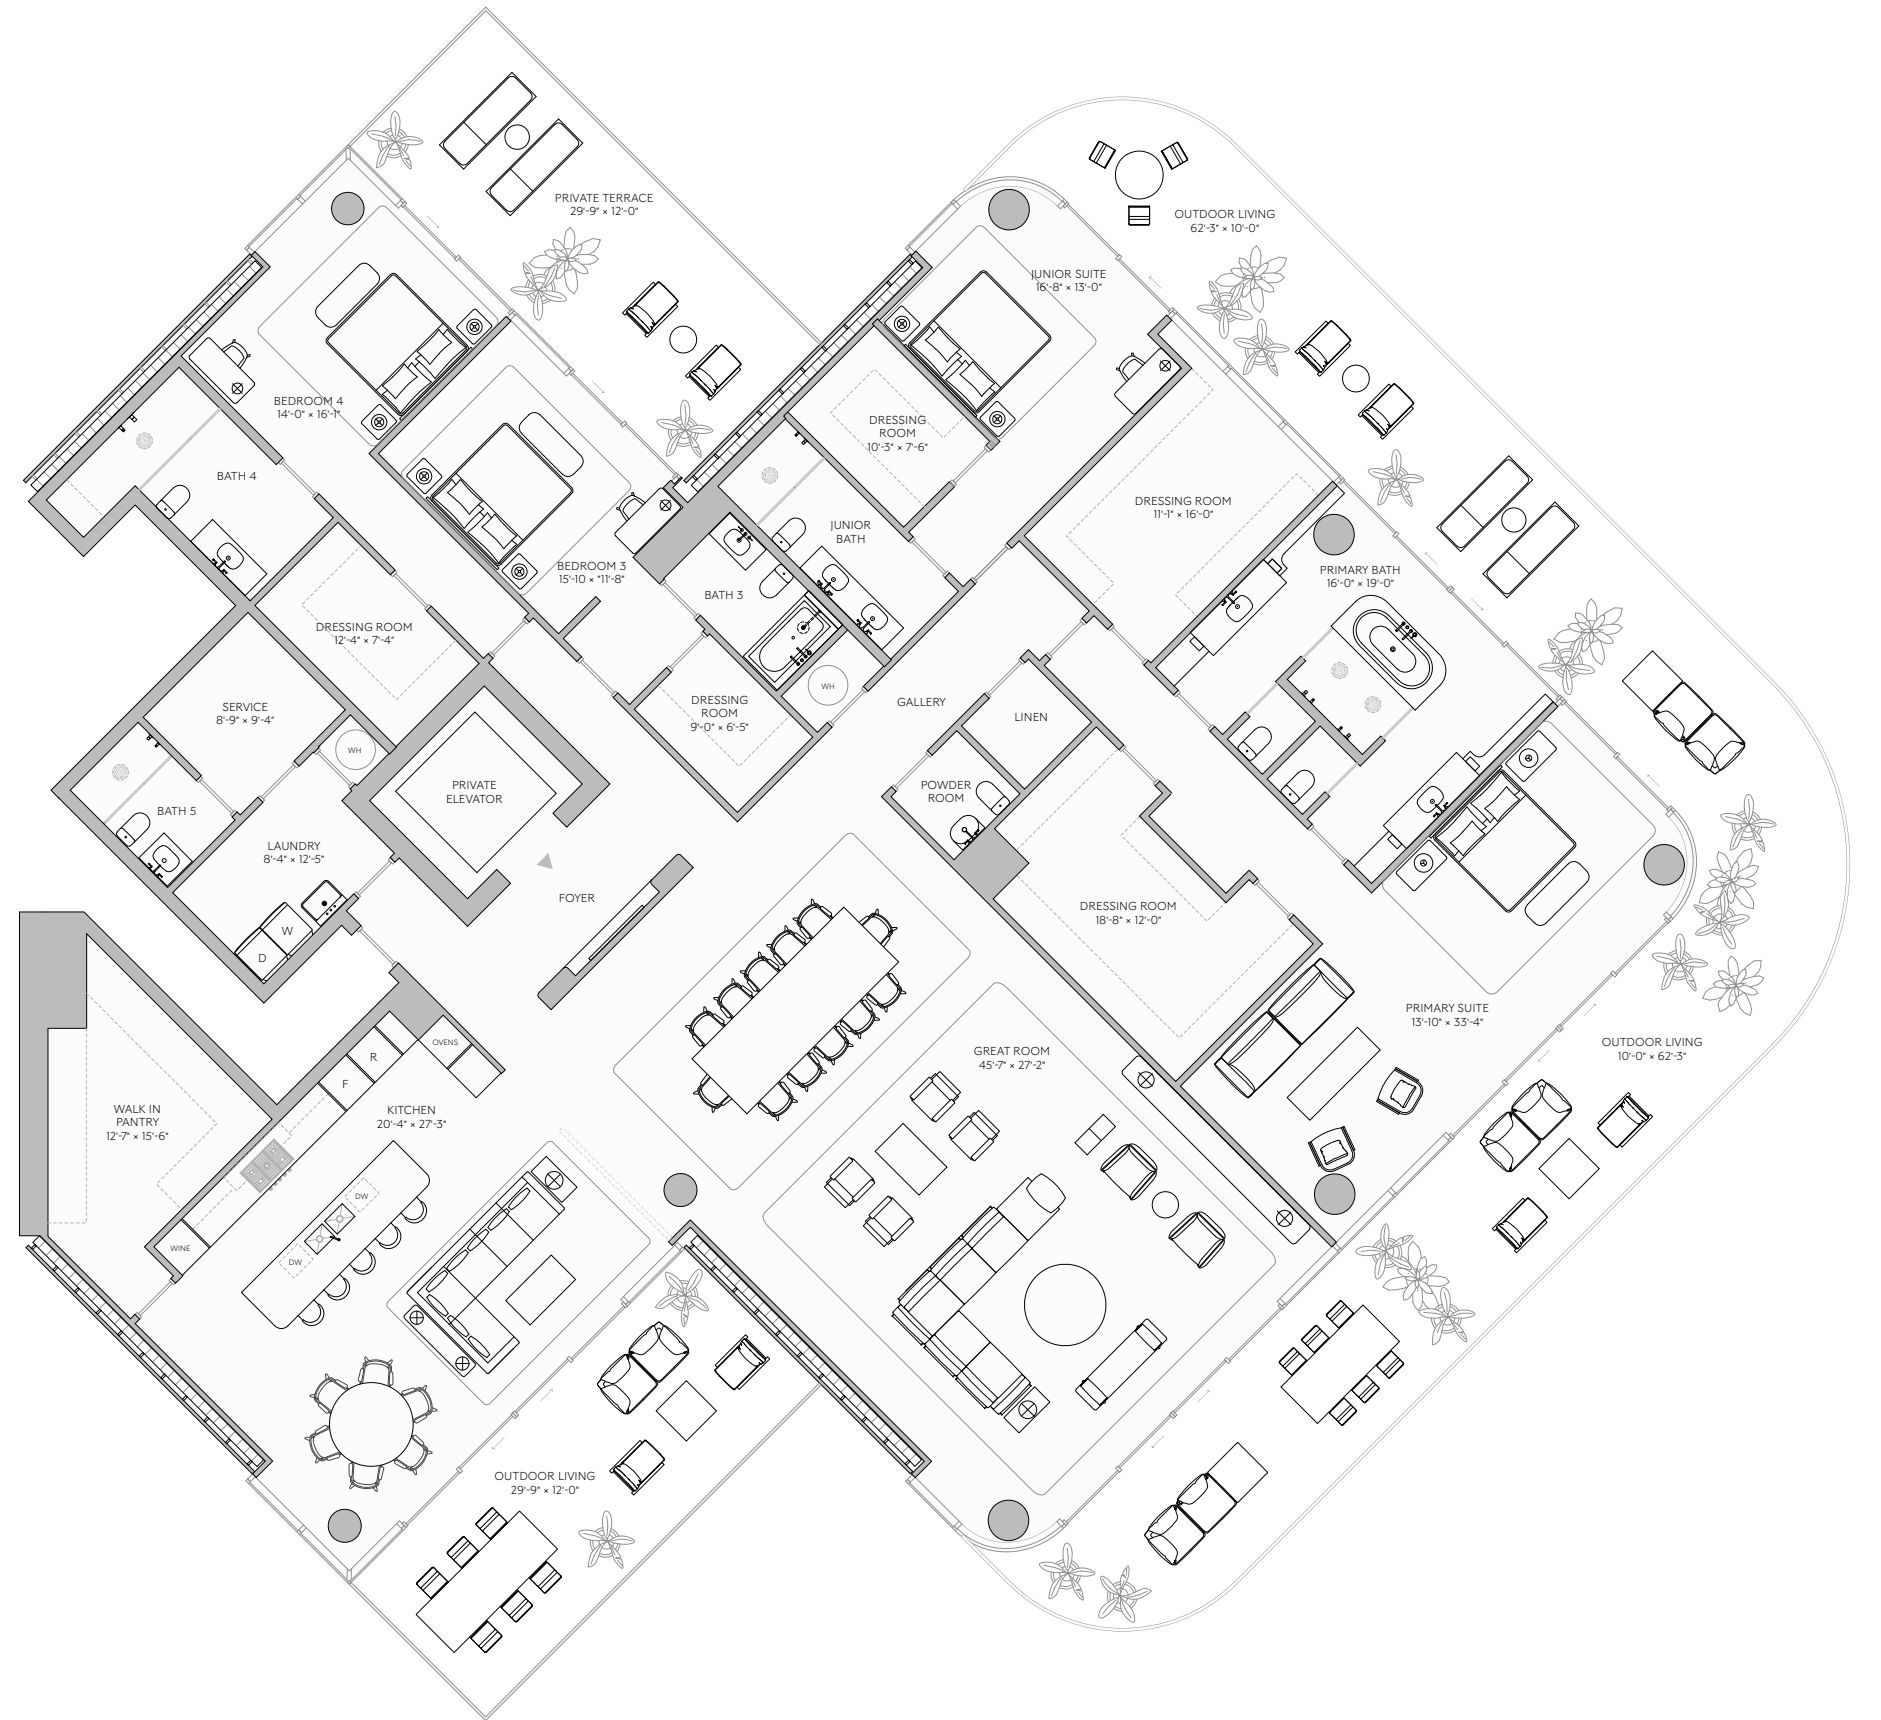 PRIVATE TERRACE
29'-9" × 12'-0"
OUTDOOR LIVING
62'-3" × 10'-0"
JUNIOR SUITE
16'-8" × 13'-0"
BEDROOM 4
14'-0" × 16'-1"
DRESSING
ROOM
10'-3" × 7'-6"
BATH 4
DRESSING ROOM
11'-1" × 16'-0"
JUNIOR
BATH
BEDROOM 3
15'-10 × "11'-8"
PRIMARY BATH
16'-0" × 19'-0"
BATH 3
DRESSING ROOM
12'-4" × 7'-4"
WH
SERVICE
8'-9" × 9'-4"
DRESSING
ROOM
9'-0" × 6'-5"
GALLERY
LINEN
WH
PRIVATE
ELEVATOR
POWDER
ROOM
BATH 5
LAUNDRY
8'-4" × 12'-5"
FOYER
DRESSING ROOM
18'-8" × 12'-0"
W
D
PRIMARY SUITE
13'-10" × 33'-4"
OUTDOOR LIVING
10'-0" × 62'-3"
OVENS
R
F
GREAT ROOM
45'-7" × 27'-2"
WALK IN
PANTRY
12'-7" × 15'-6"
KITCHEN
20'-4" × 27'-3"
DW
DW
WINE
OUTDOOR LIVING
29'-9" × 12'-0"